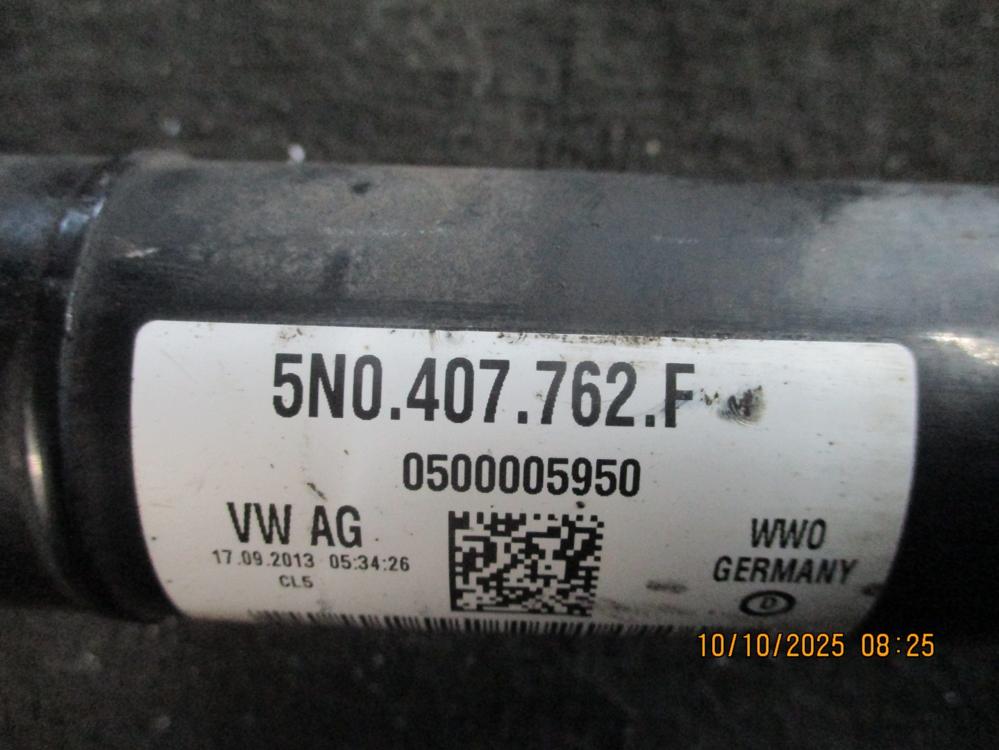 5N0.407.762.F
0500005950
VW AG
17.09.2013 05:34:26
CL5
WWO
GERMANY
D
10/10/2025 08:25